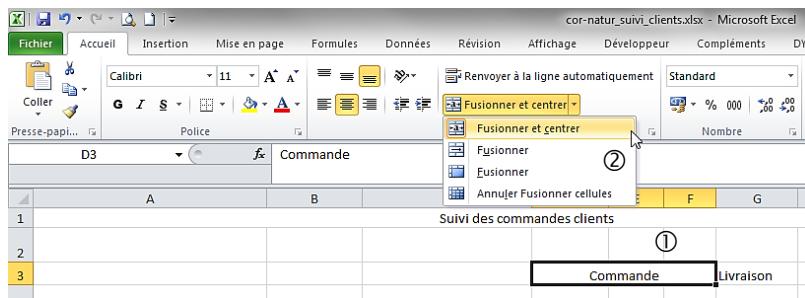 cor-natur_suivi_clients.xlsx - Microsoft Excel
Fichier Accueil Insertion Mise en page Formules Données Révision Affichage Développeur Compléments DY
Calibri 11 A A Renvoyer à la ligne automatiquement Standard
Coller G I S A Fusionner et centrer % 000
Presse-papi... Police Nombre
Fusionner et centrer
D3 fx Commande
Fusionner
②
Fusionner
Annuler Fusionner cellules
A B E F G
1 Suivi des commandes clients
2 ①
3 Commande Livraison